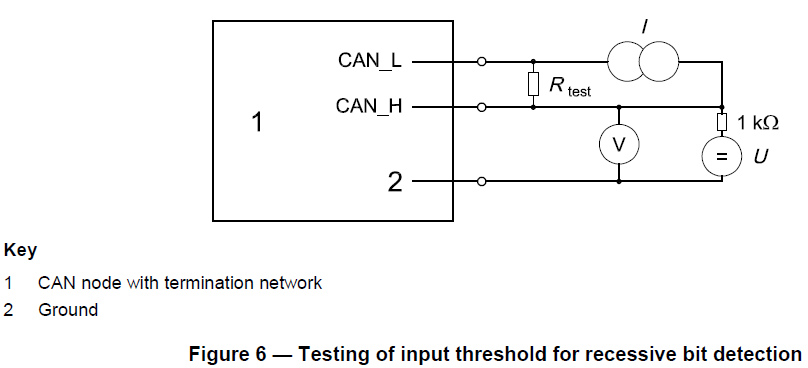 I
CAN_L
R test
CAN_H
1
1 kΩ
V
= U
2
Key
1 CAN node with termination network
2 Ground
Figure 6 — Testing of input threshold for recessive bit detection